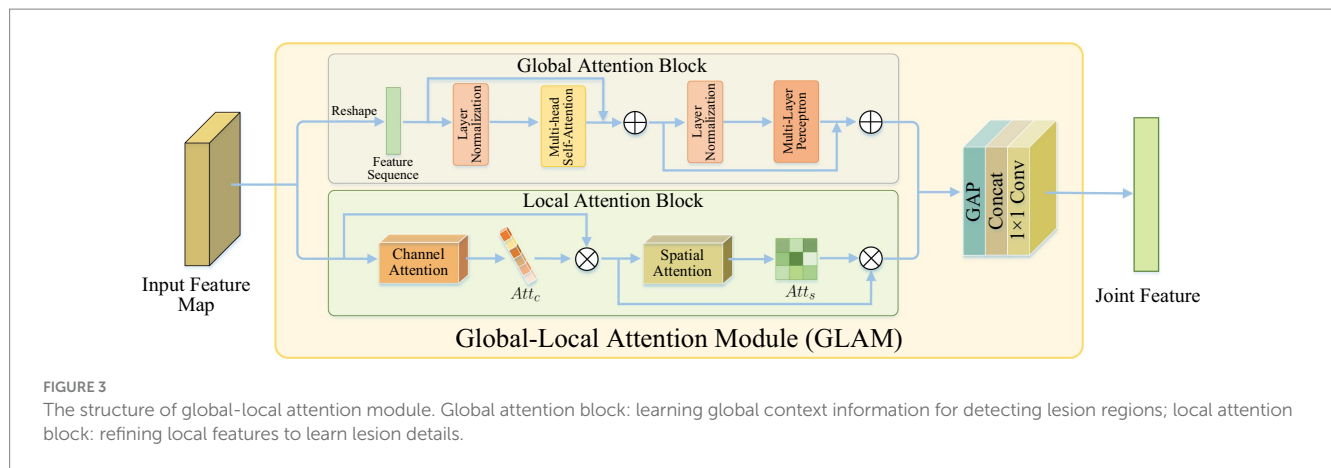 Global Attention Block
Reshape
Feature
Sequence
Layer
Normalization
Multi-head
Self-Attention
Layer
Normalization
Multi-Layer
Perceptron
Local Attention Block
Channel
Attention
Att_c
Spatial
Attention
Att_s
Input Feature
Map
GAP
Concat
1×1 Conv
Joint Feature
Global-Local Attention Module (GLAM)
FIGURE 3
The structure of global-local attention module. Global attention block: learning global context information for detecting lesion regions; local attention
block: refining local features to learn lesion details.